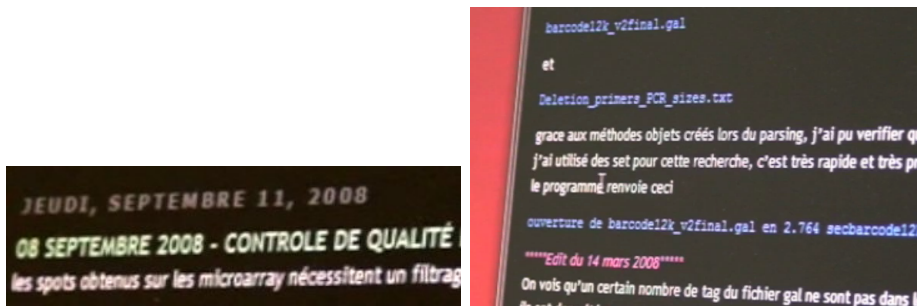 JEUDI, SEPTEMBRE 11, 2008
08 SEPTEMBRE 2008 - CONTROLE DE QUALITÉ
les spots obtenus sur les microarray nécessitent un filtrag
barcode12k_v2final.gal
et
Deletion_primers_PCR_sizes.txt
grace aux méthodes objets créés lors du parsing, j'ai pu verifier qu
j'ai utilisé des set pour cette recherche, c'est très rapide et très pr
le programme renvoie ceci
ouverture de barcode12k_v2final.gal en 2.764 secbarcode12
*****Edit du 14 mars 2008*****
On vois qu'un certain nombre de tag du fichier gal ne sont pas dans